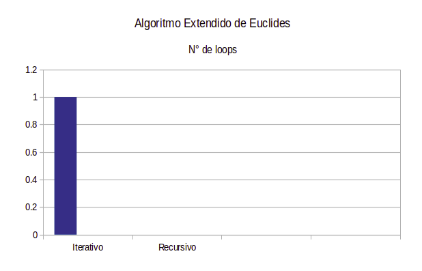 Algoritmo Extendido de Euclides
N° de loops
1.2
1
0.8
0.6
0.4
0.2
0
Iterativo Recursivo